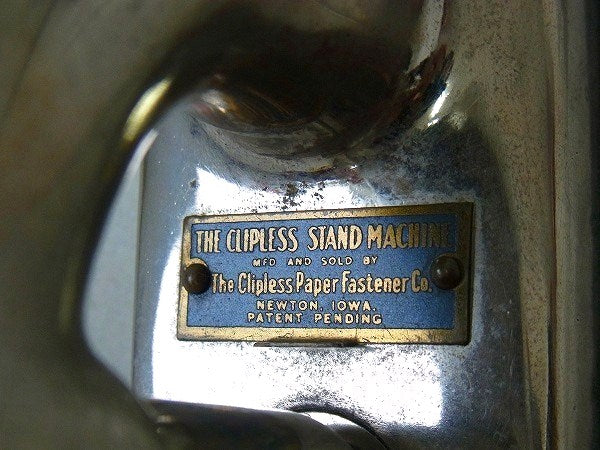 THE CLIPLESS STAND MACHINE
MFD AND SOLD BY
The Clipless Paper Fastener Co.
NEWTON, IOWA.
PATENT PENDING